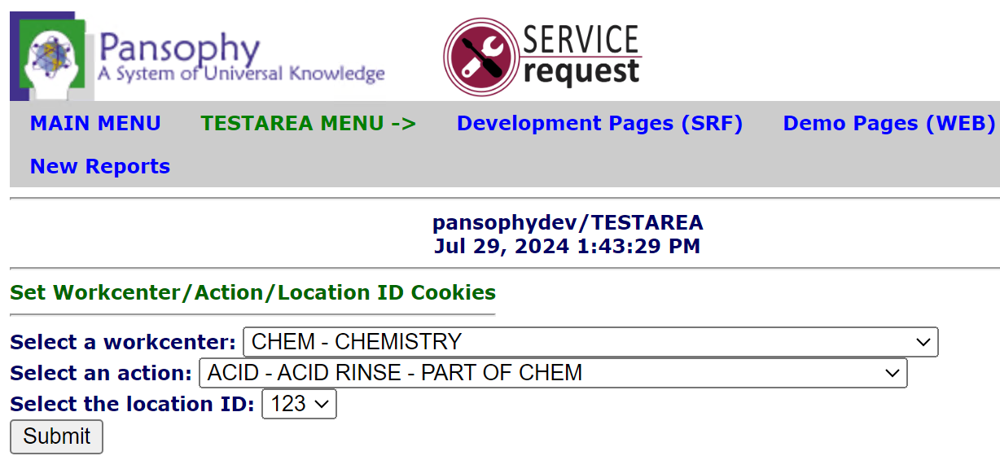 Pansophy
A System of Universal Knowledge
SERVICE
request
MAIN MENU TESTAREA MENU -> Development Pages (SRF) Demo Pages (WEB)
New Reports
pansophydev/TESTAREA
Jul 29, 2024 1:43:29 PM
Set Workcenter/Action/Location ID Cookies
Select a workcenter: CHEM - CHEMISTRY
Select an action: ACID - ACID RINSE - PART OF CHEM
Select the location ID: 123
Submit